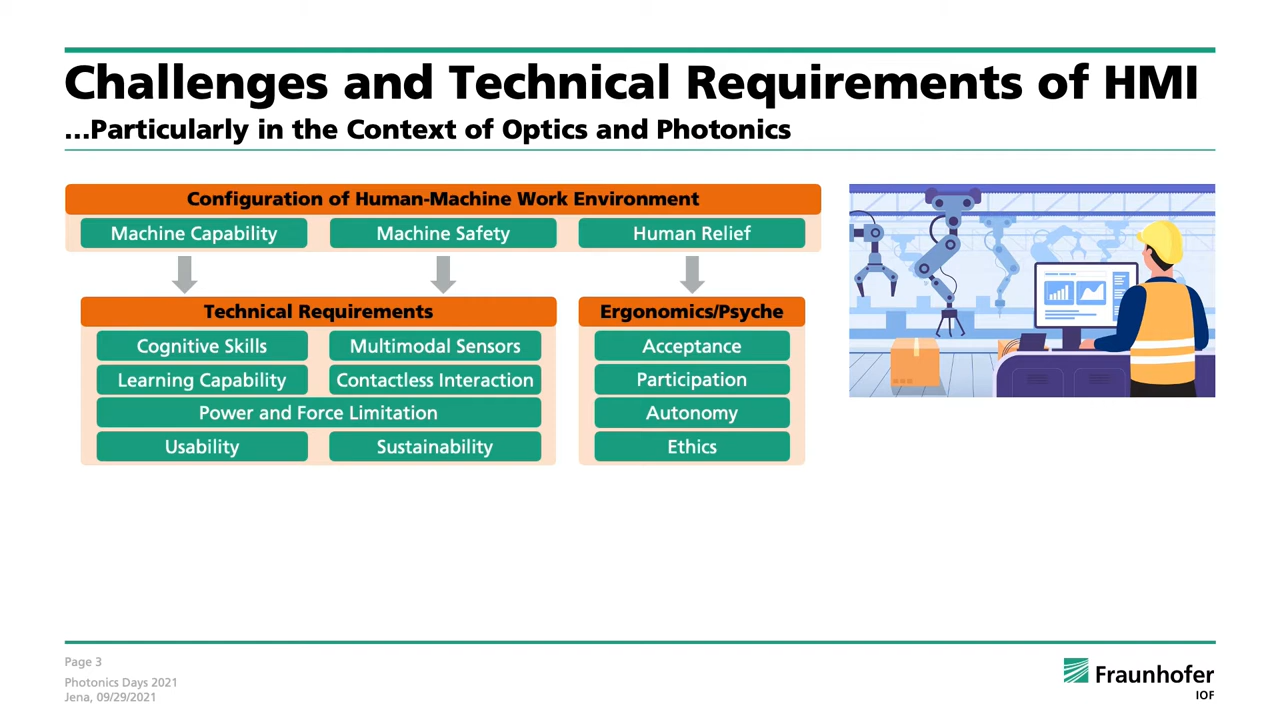 Challenges and Technical Requirements of HMI
...Particularly in the Context of Optics and Photonics
Configuration of Human-Machine Work Environment
Machine Capability
Machine Safety
Human Relief
Technical Requirements
Cognitive Skills
Multimodal Sensors
Learning Capability
Contactless Interaction
Power and Force Limitation
Usability
Sustainability
Ergonomics/Psyche
Acceptance
Participation
Autonomy
Ethics
Page 3
Photonics Days 2021
Jena, 09/29/2021
Fraunhofer
IOF